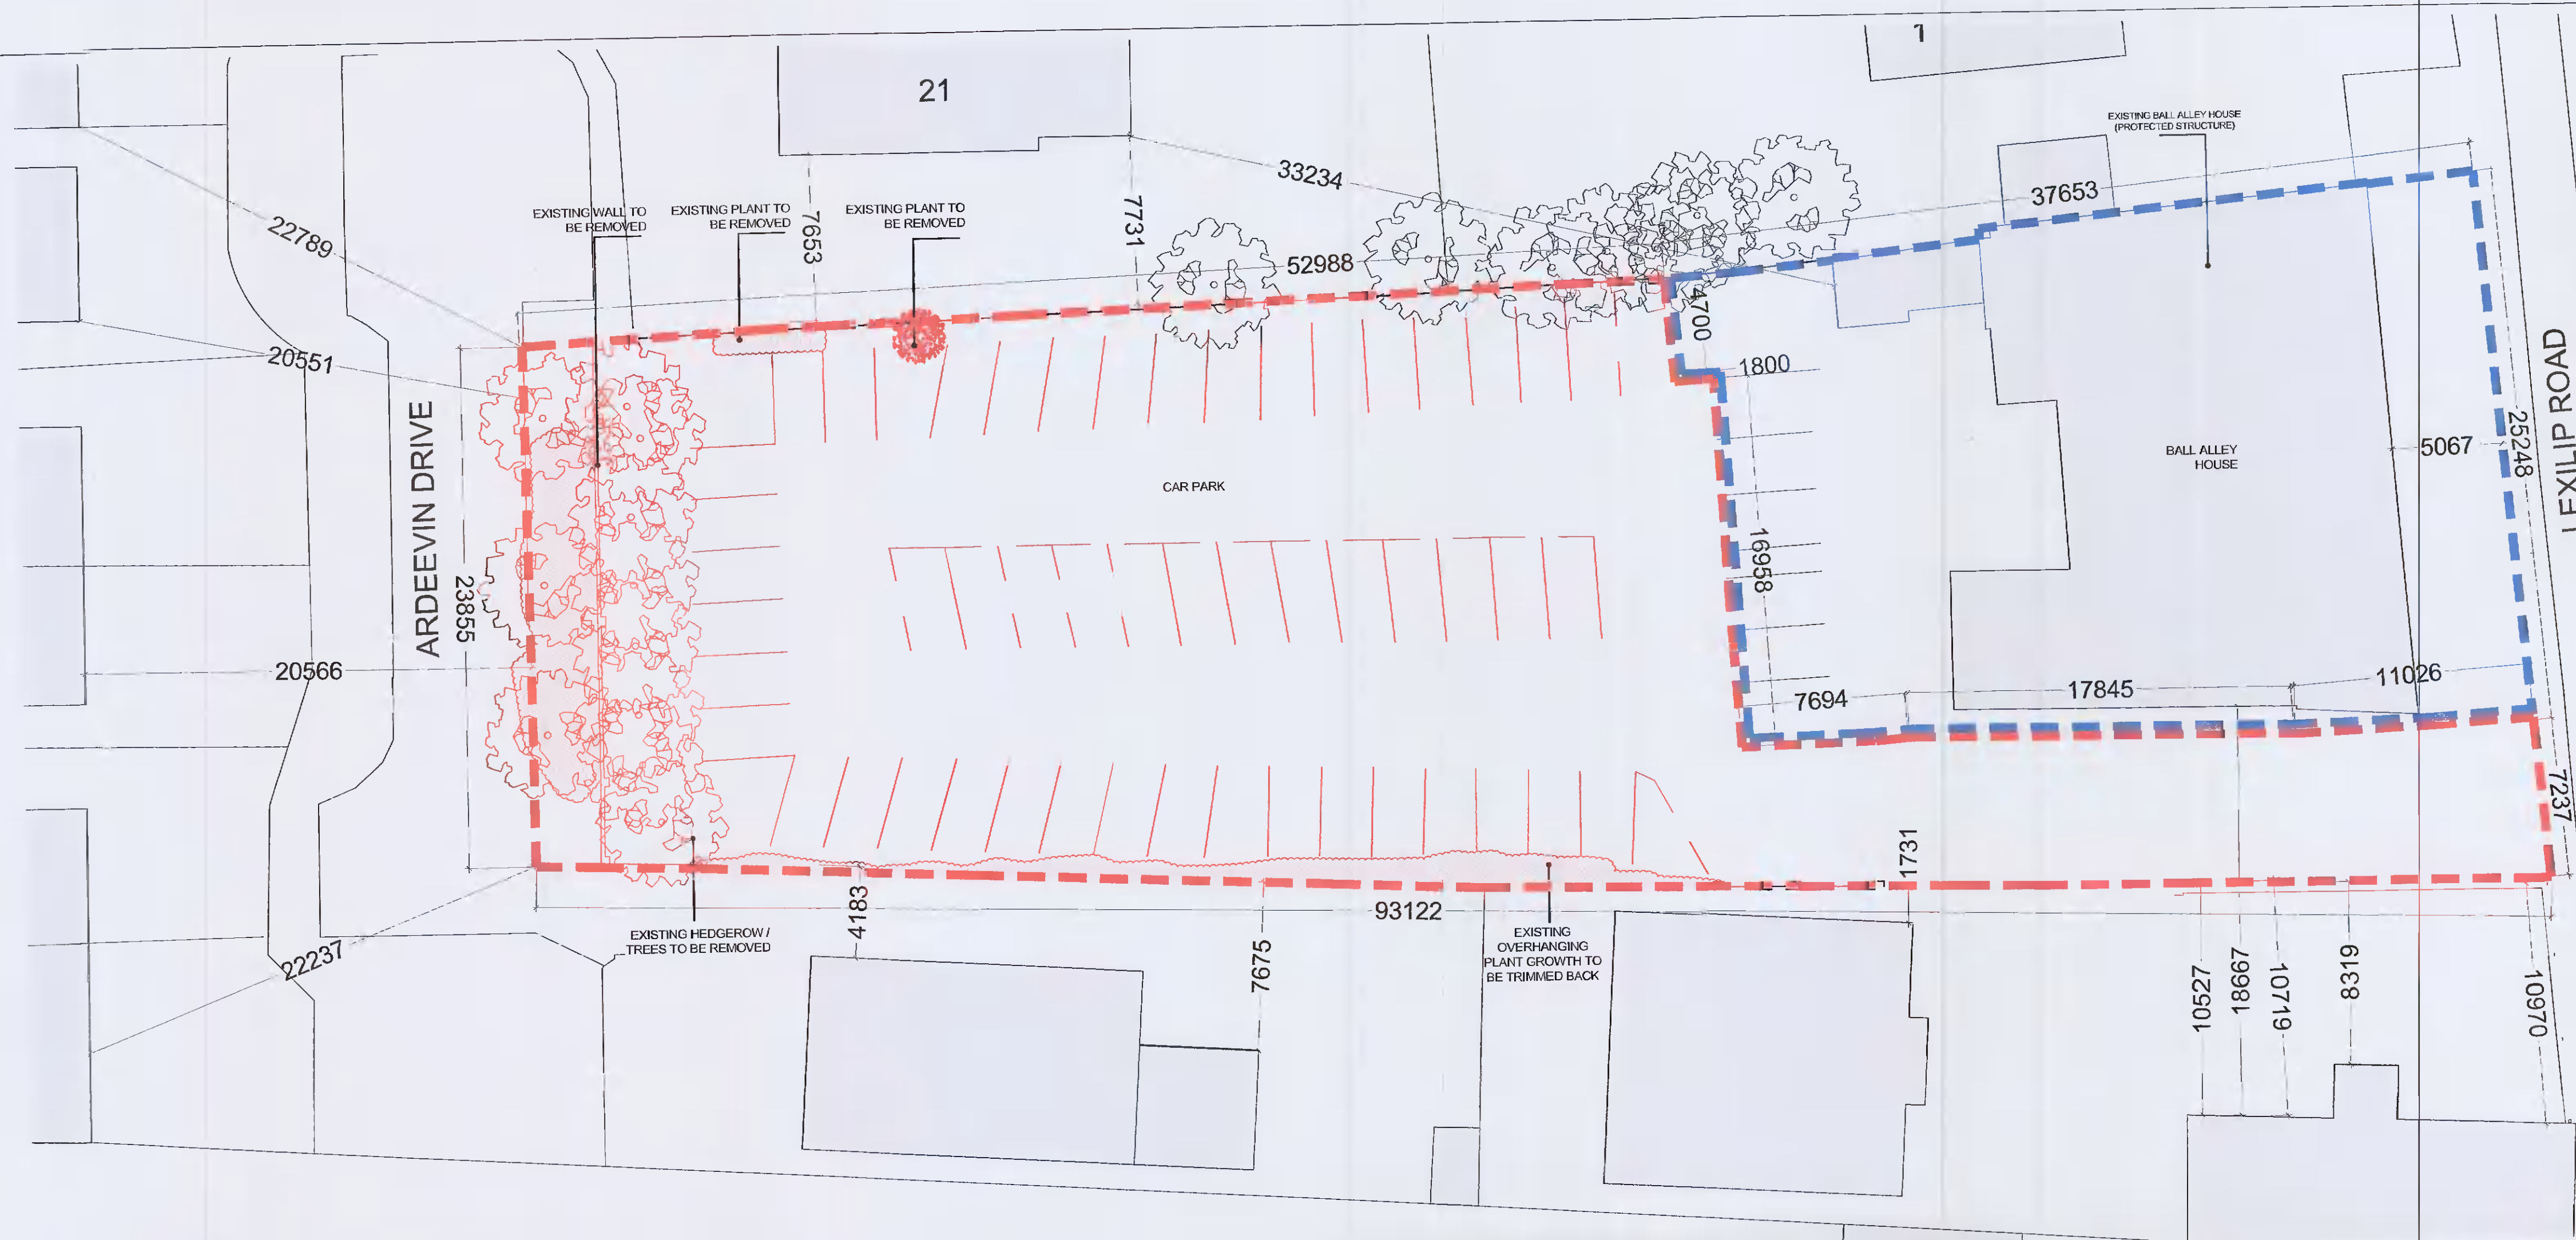 1
21
EXISTING BALL ALLEY HOUSE
(PROTECTED STRUCTURE)
33234
37653
EXISTING WALL TO
BE REMOVED
EXISTING PLANT TO
BE REMOVED
EXISTING PLANT TO
BE REMOVED
7653
7731
22789
52988
4700
20551
1800
ARDEEVIN DRIVE
LEXILIP ROAD
25248
5067
BALL ALLEY
HOUSE
CAR PARK
16958
23855
20566
11026
17845
7694
7237
1731
4183
93122
EXISTING HEDGEROW /
TREES TO BE REMOVED
EXISTING
OVERHANGING
PLANT GROWTH TO
BE TRIMMED BACK
22237
7675
10527
18667
10719
8319
10970